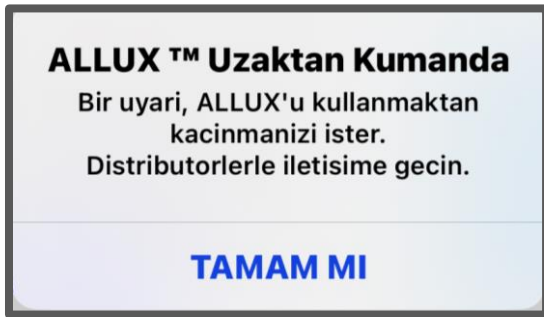 ALLUX ™ Uzaktan Kumanda
Bir uyari, ALLUX'u kullanmaktan
kacinmanizi ister.
Distributorlerle iletisime gecin.
TAMAM MI